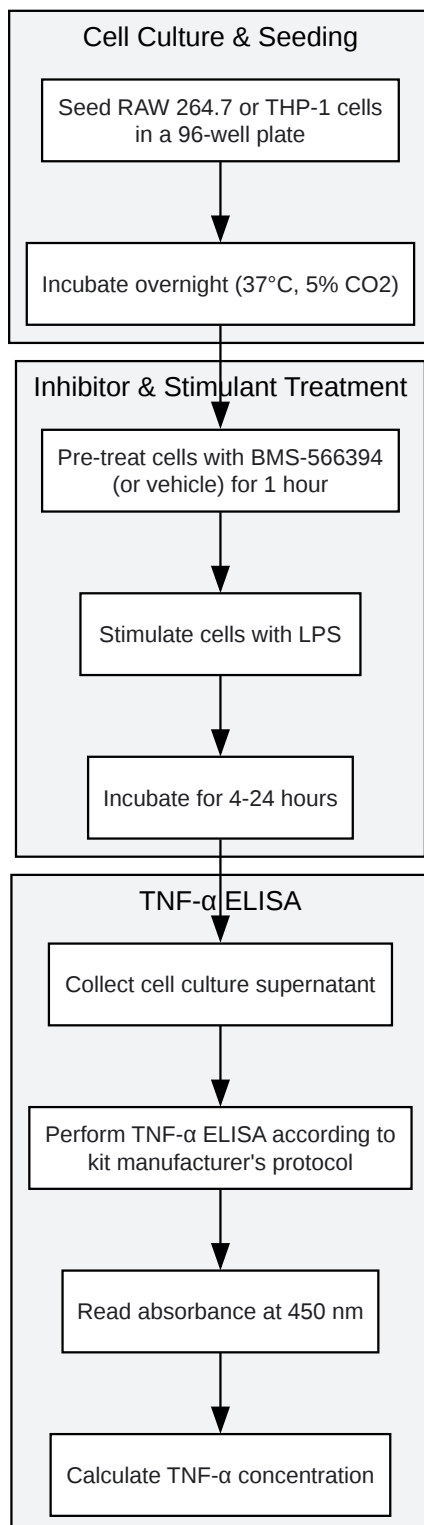 Cell Culture & Seeding
Seed RAW 264.7 or THP-1 cells
in a 96-well plate
Incubate overnight (37°C, 5% CO2)
Inhibitor & Stimulant Treatment
Pre-treat cells with BMS-566394
(or vehicle) for 1 hour
Stimulate cells with LPS
Incubate for 4-24 hours
TNF-α ELISA
Collect cell culture supernatant
Perform TNF-α ELISA according to
kit manufacturer's protocol
Read absorbance at 450 nm
Calculate TNF-α concentration